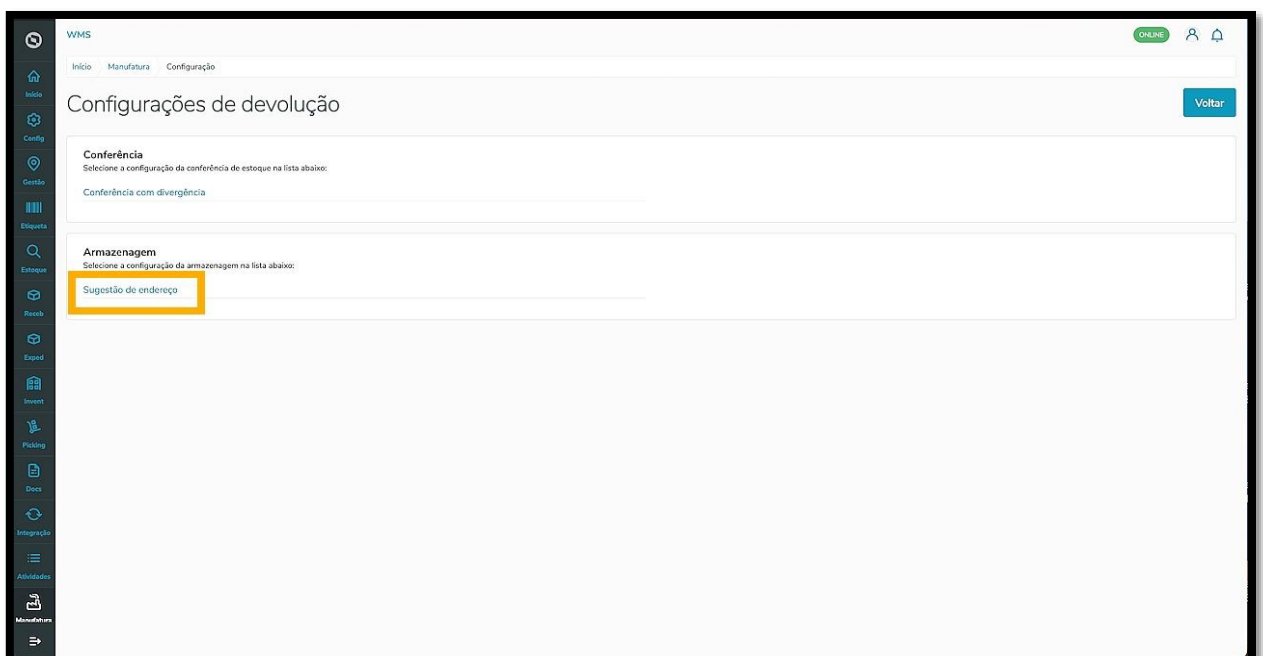 WMS
ONLINE
Início Manufatura Configuração
Configurações de devolução
Voltar
Conferência
Selecione a configuração da conferência de estoque na lista abaixo:
Conferência com divergência
Armazenagem
Selecione a configuração da armazenagem na lista abaixo:
Sugestão de endereço
Início
Config
Gestão
Etiqueta
Estoque
Receb
Exped
Invent
Picking
Docs
Integração
Atividades
Manufatura